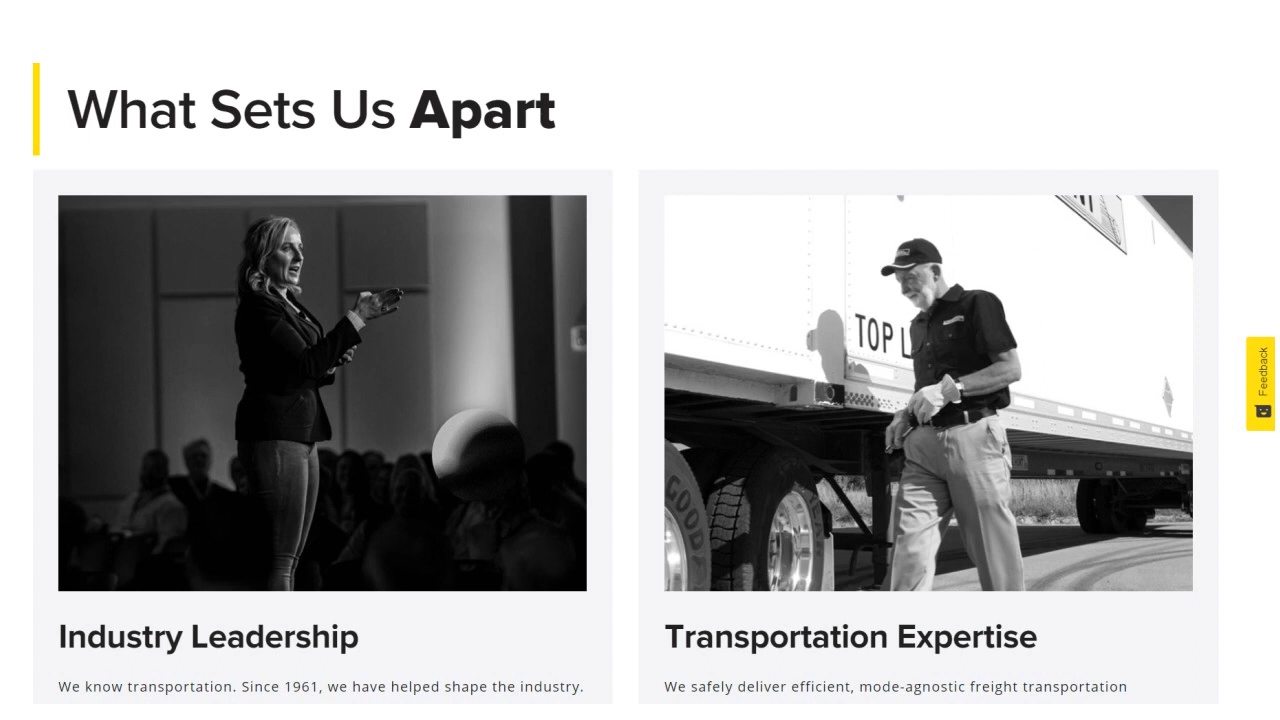 What Sets Us Apart
TOP L
GOOD
Feedback
Industry Leadership
Transportation Expertise
We know transportation. Since 1961, we have helped shape the industry.
We safely deliver efficient, mode-agnostic freight transportation